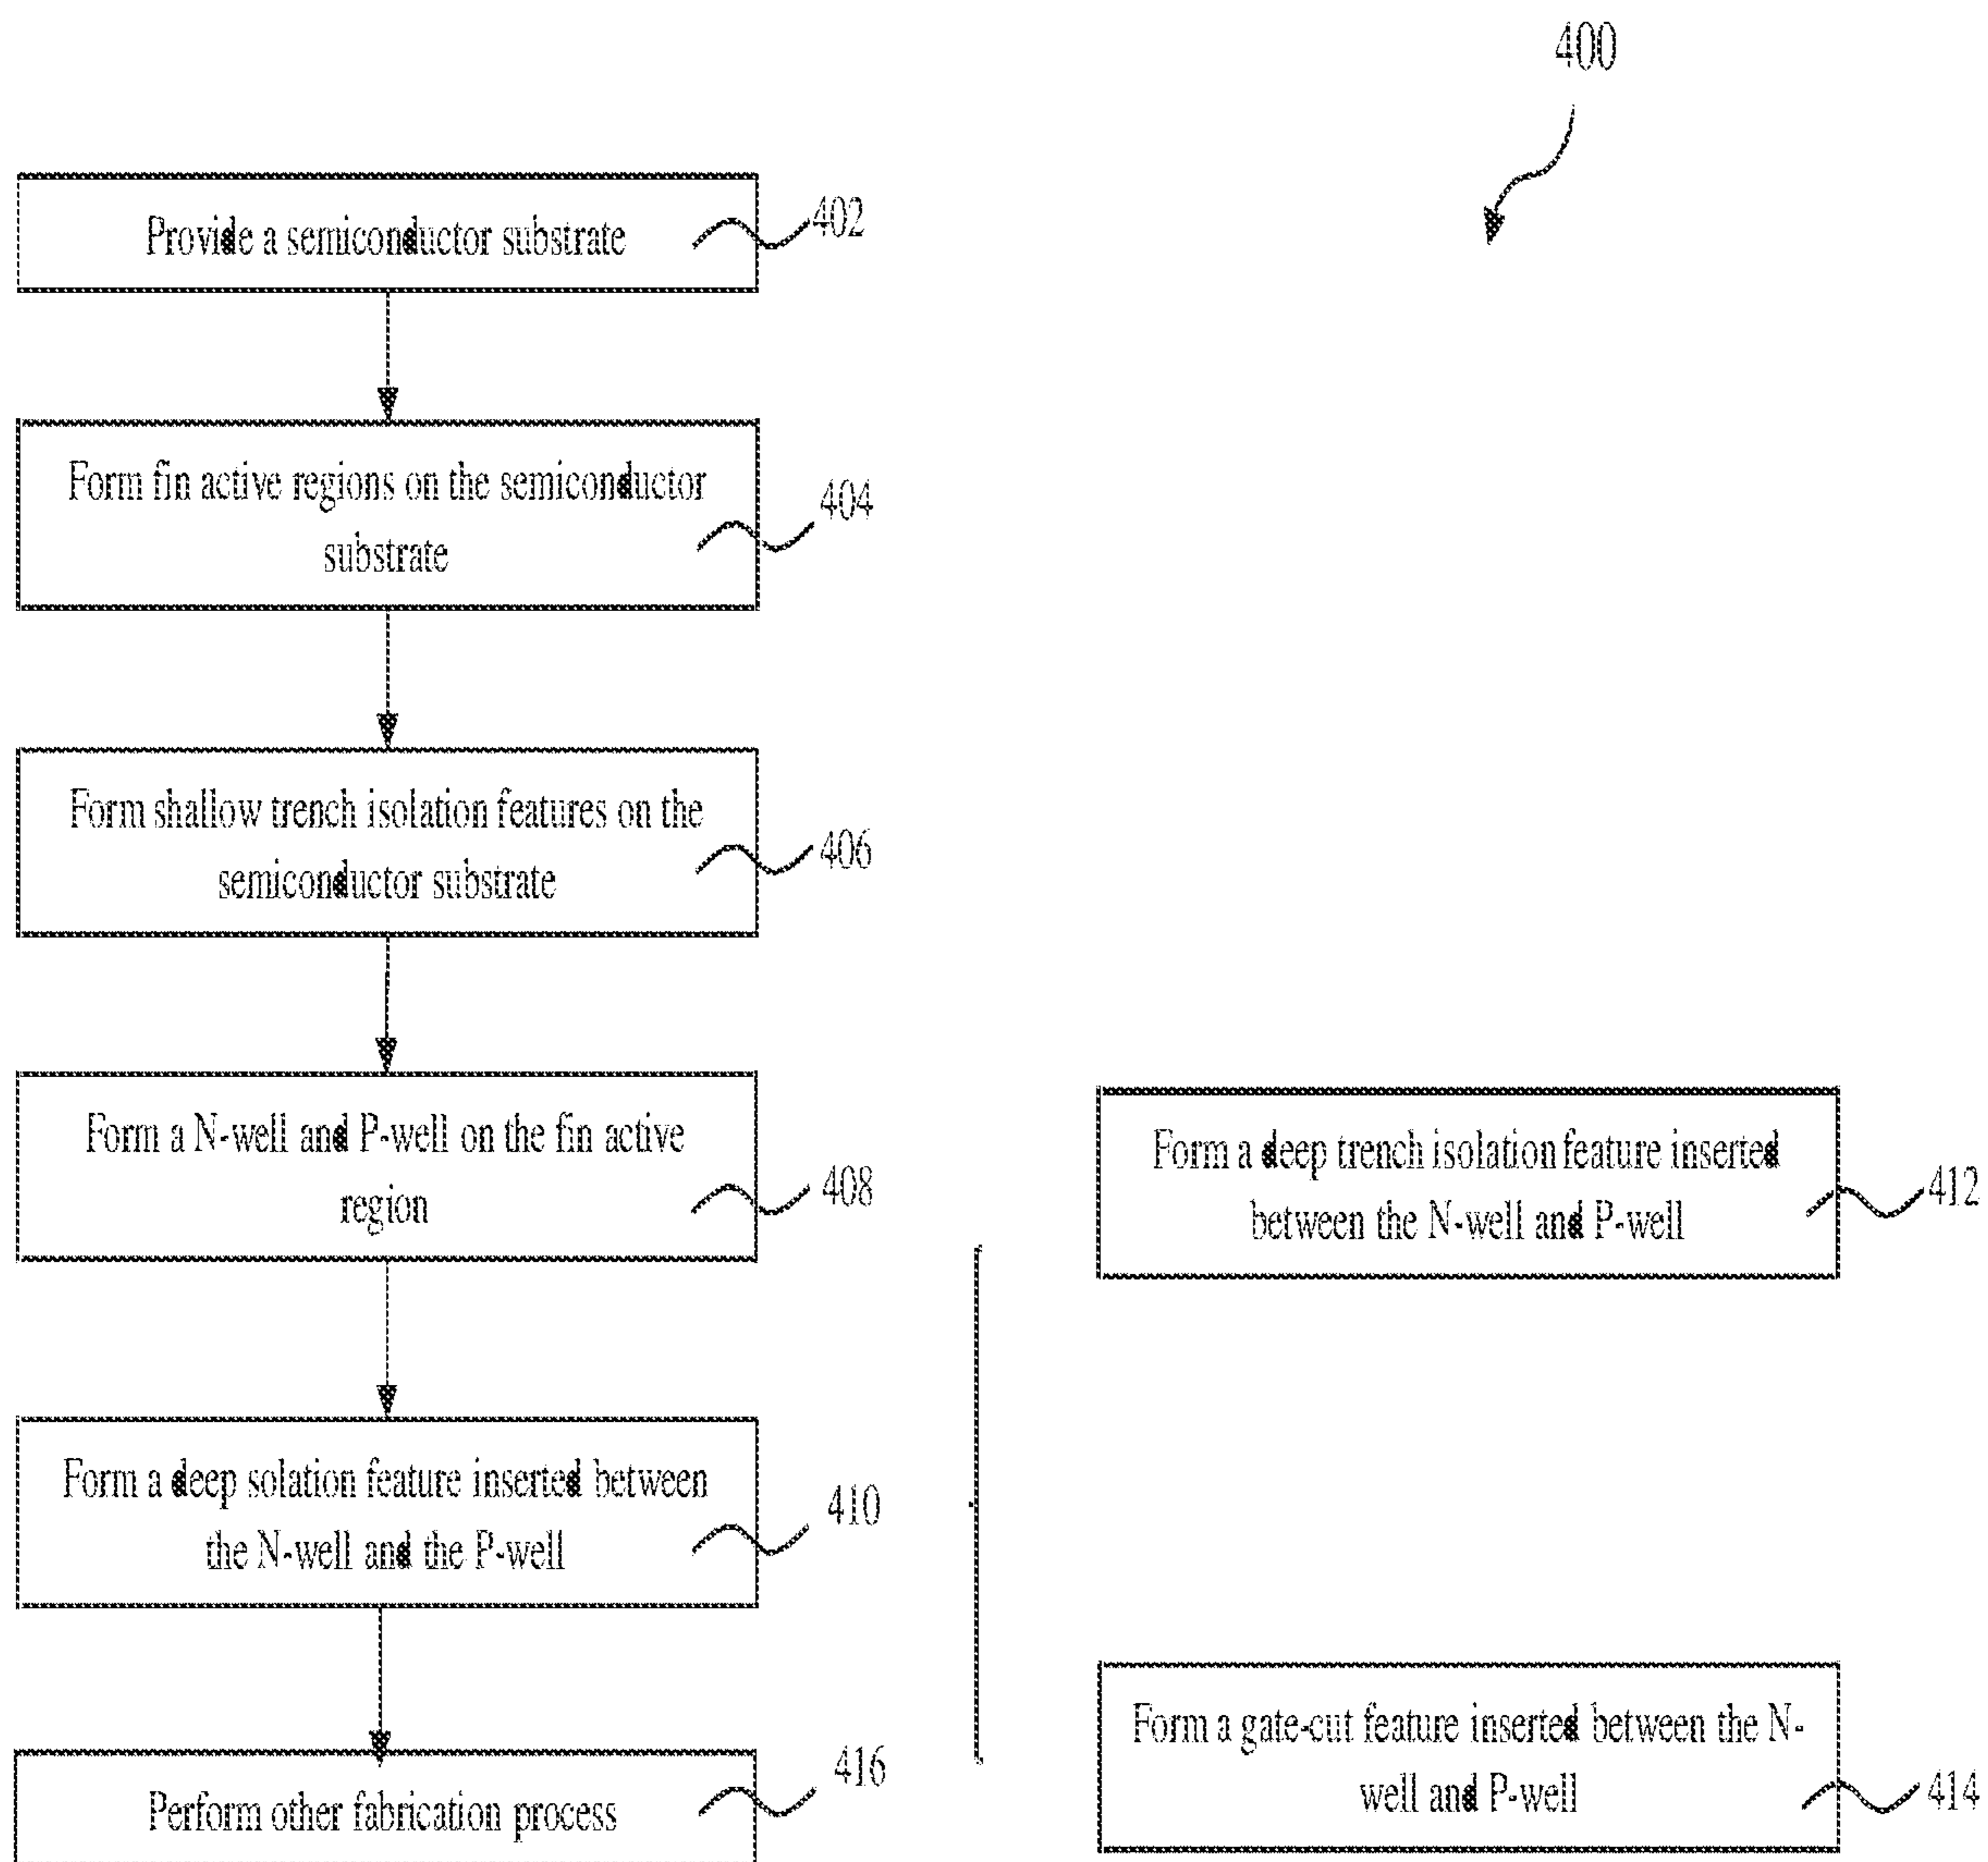 400
Provide a semiconductor substrate
402
Form fin active regions on the semiconductor
substrate
404
Form shallow trench isolation features on the
semiconductor substrate
406
Form a N-well and P-well on the fin active
region
408
Form a deep solation feature inserted between
the N-well and the P-well
410
Form a deep trench isolation feature inserted
between the N-well and P-well
412
Form a gate-cut feature inserted between the N-
well and P-well
414
Perform other fabrication process
416